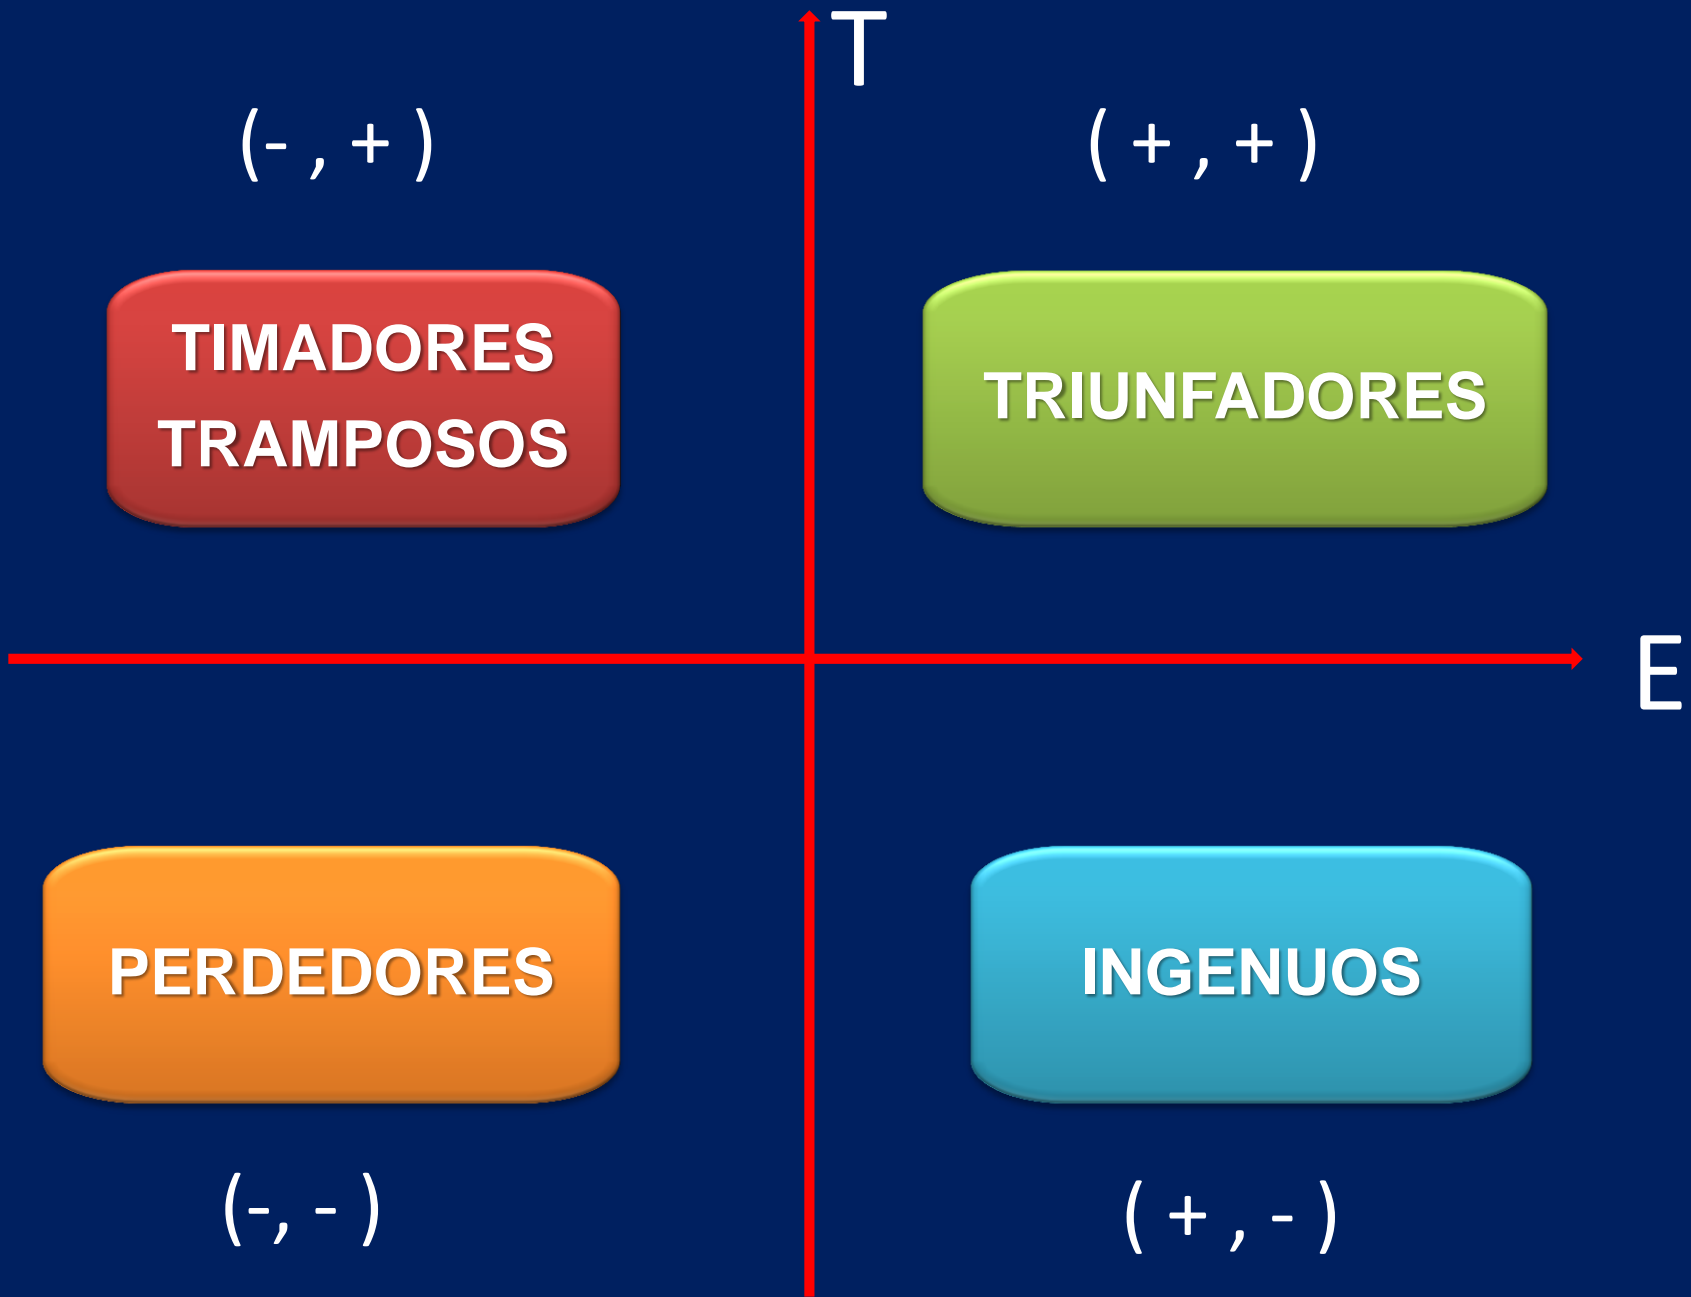 T
(- , + )
( + , + )
TIMADORES
TRAMPOSOS
TRIUNFADORES
E
PERDEDORES
INGENUOS
(-, - )
( + , - )